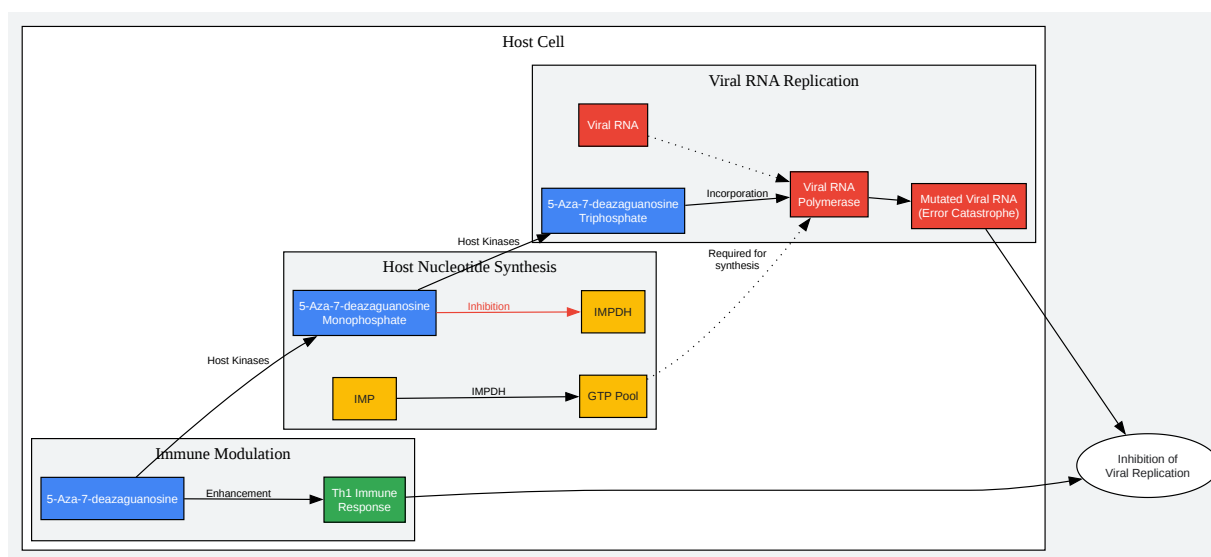 Host Cell
Viral RNA Replication
Viral RNA
5-Aza-7-deazaguanosine
Triphosphate
Incorporation
Viral RNA
Polymerase
Mutated Viral RNA
(Error Catastrophe)
Host Kinases
Required for
synthesis
Host Nucleotide Synthesis
5-Aza-7-deazaguanosine
Monophosphate
Inhibition
IMPDH
Host Kinases
IMP
IMPDH
GTP Pool
Immune Modulation
5-Aza-7-deazaguanosine
Enhancement
Th1 Immune
Response
Inhibition of
Viral Replication